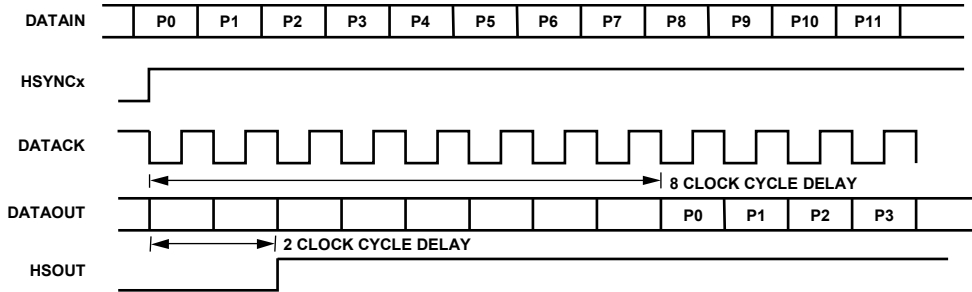 DATAIN P0 P1 P2 P3 P4 P5 P6 P7 P8 P9 P10 P11
HSYNCx
DATACK
8 CLOCK CYCLE DELAY
DATAOUT P0 P1 P2 P3
2 CLOCK CYCLE DELAY
HSOUT